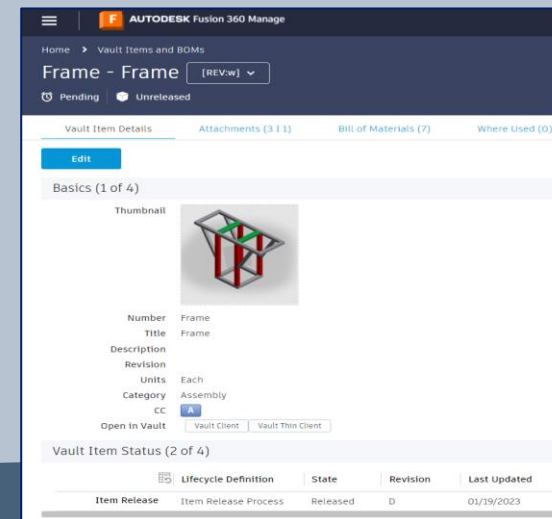 F AUTODESK Fusion 360 Manage
Home > Vault Items and BOMs
Frame - Frame [REV:w]
Pending Unreleased
Vault Item Details Attachments (3 | 1) Bill of Materials (7) Where Used (0)
Edit
Basics (1 of 4)
Thumbnail
Number Frame
Title Frame
Description
Revision
Units Each
Category Assembly
CC A
Open in Vault Vault Client Vault Thin Client
Vault Item Status (2 of 4)
Lifecycle Definition State Revision Last Updated
Item Release Item Release Process Released D 01/19/2023